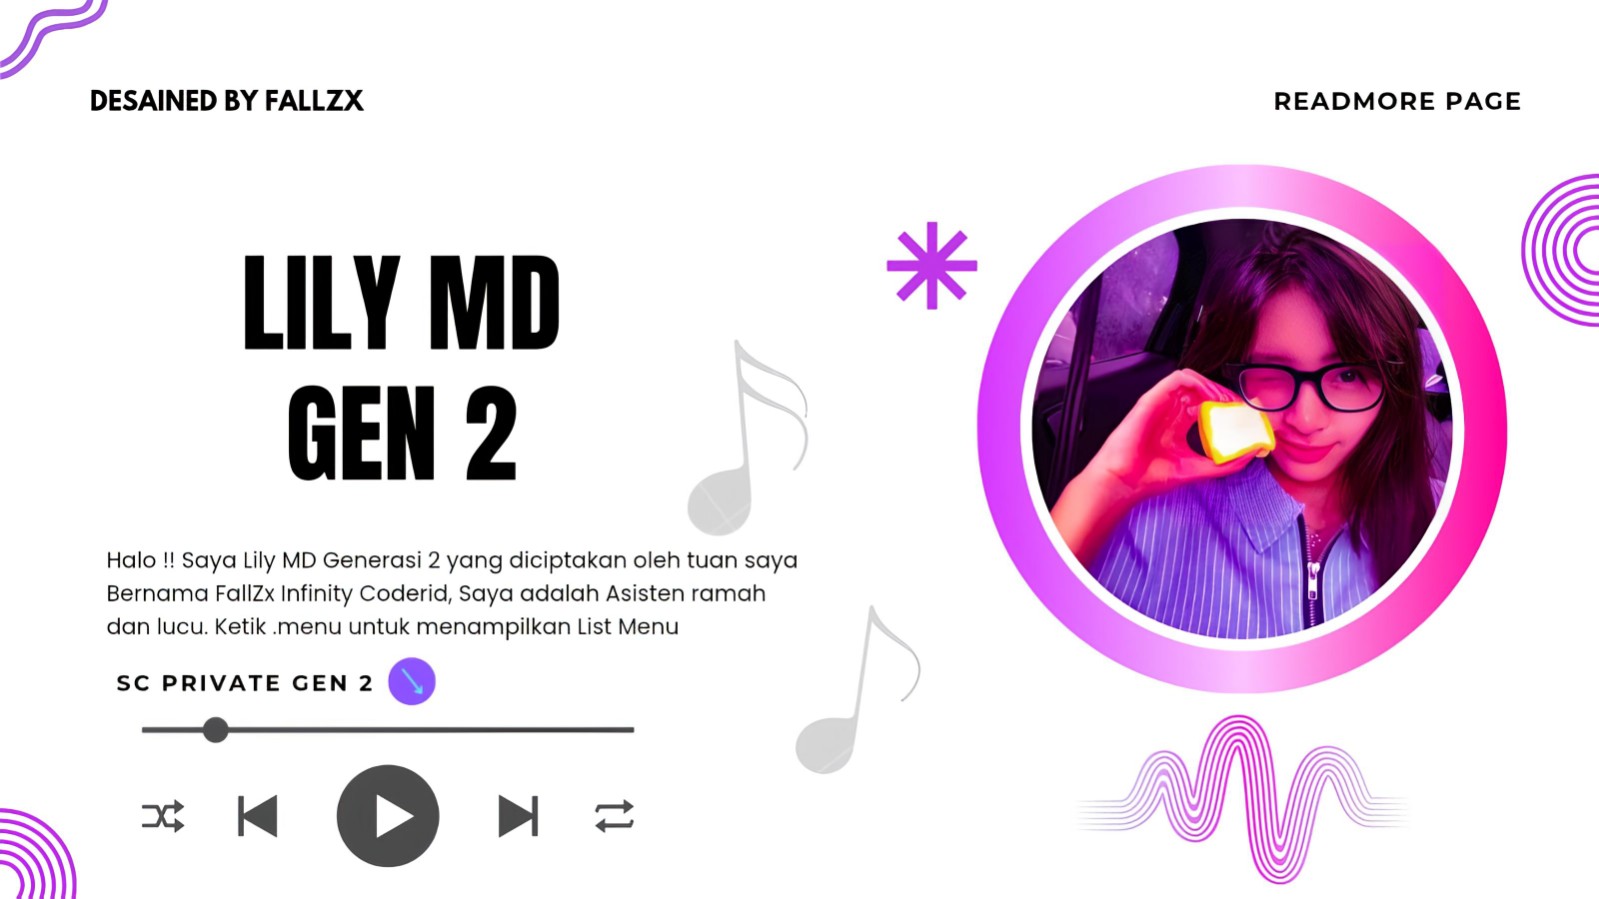 DESAINED BY FALLZX
READMORE PAGE
LILY MD
GEN 2
Halo !! Saya Lily MD Generasi 2 yang diciptakan oleh tuan saya
Bernama FallZx Infinity Coderid, Saya adalah Asisten ramah
dan lucu. Ketik .menu untuk menampilkan List Menu
SC PRIVATE GEN 2